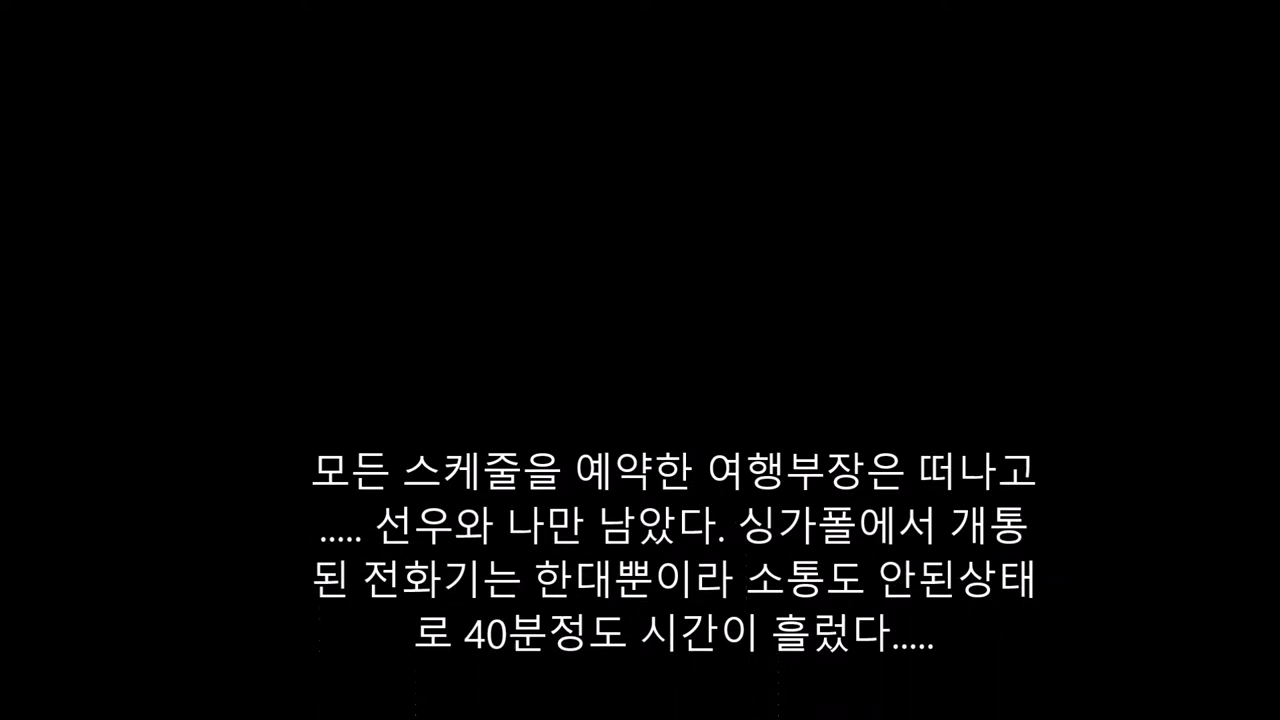 모든 스케줄을 예약한 여행부장은 떠나고
..... 선우와 나만 남았다. 싱가폴에서 개통
된 전화기는 한대뿐이라 소통도 안된상태
로 40분정도 시간이 흘렀다.....